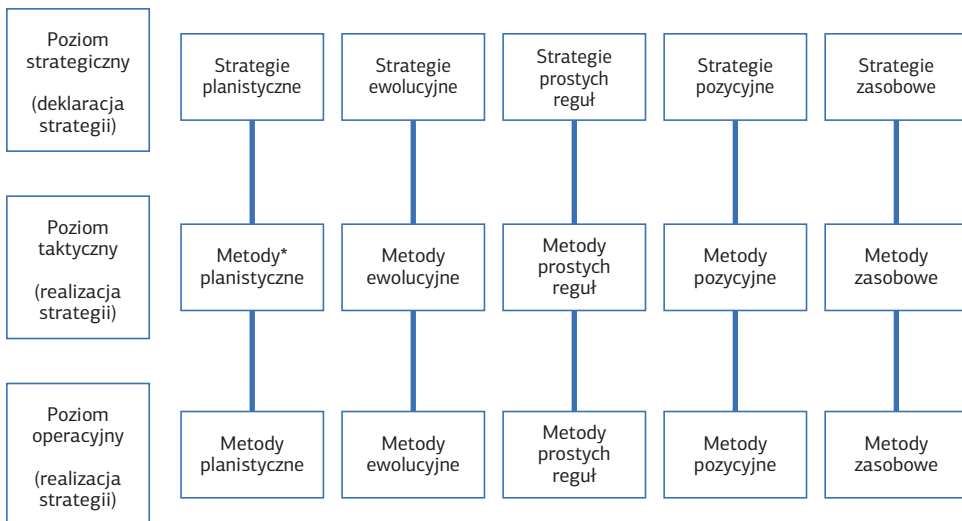 Poziom
strategiczny
(deklaracja
strategii)
Strategie
planistyczne
Strategie
ewolucyjne
Strategie
prostych
reguł
Strategie
pozycyjne
Strategie
zasobowe
Poziom
taktyczny
(realizacja
strategii)
Metody*
planistyczne
Metody
ewolucyjne
Metody
prostych
reguł
Metody
pozycyjne
Metody
zasobowe
Poziom
operacyjny
(realizacja
strategii)
Metody
planistyczne
Metody
ewolucyjne
Metody
prostych
reguł
Metody
pozycyjne
Metody
zasobowe